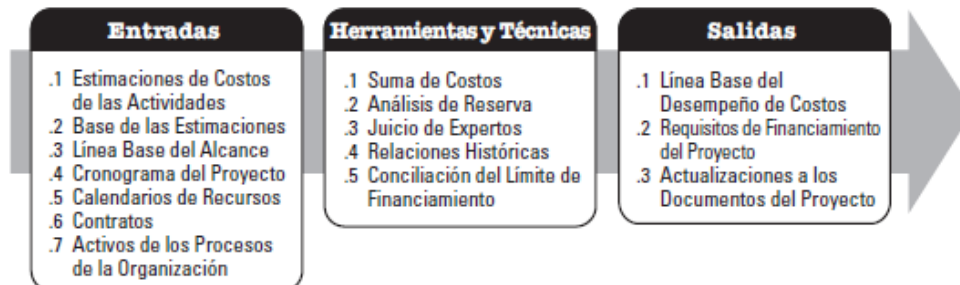 Entradas
.1 Estimaciones de Costos
de las Actividades
.2 Base de las Estimaciones
.3 Línea Base del Alcance
.4 Cronograma del Proyecto
.5 Calendarios de Recursos
.6 Contratos
.7 Activos de los Procesos
de la Organización
Herramientas y Técnicas
.1 Suma de Costos
.2 Análisis de Reserva
.3 Juicio de Expertos
.4 Relaciones Históricas
.5 Conciliación del Límite de
Financiamiento
Salidas
.1 Línea Base del
Desempeño de Costos
.2 Requisitos de Financiamiento
del Proyecto
.3 Actualizaciones a los
Documentos del Proyecto